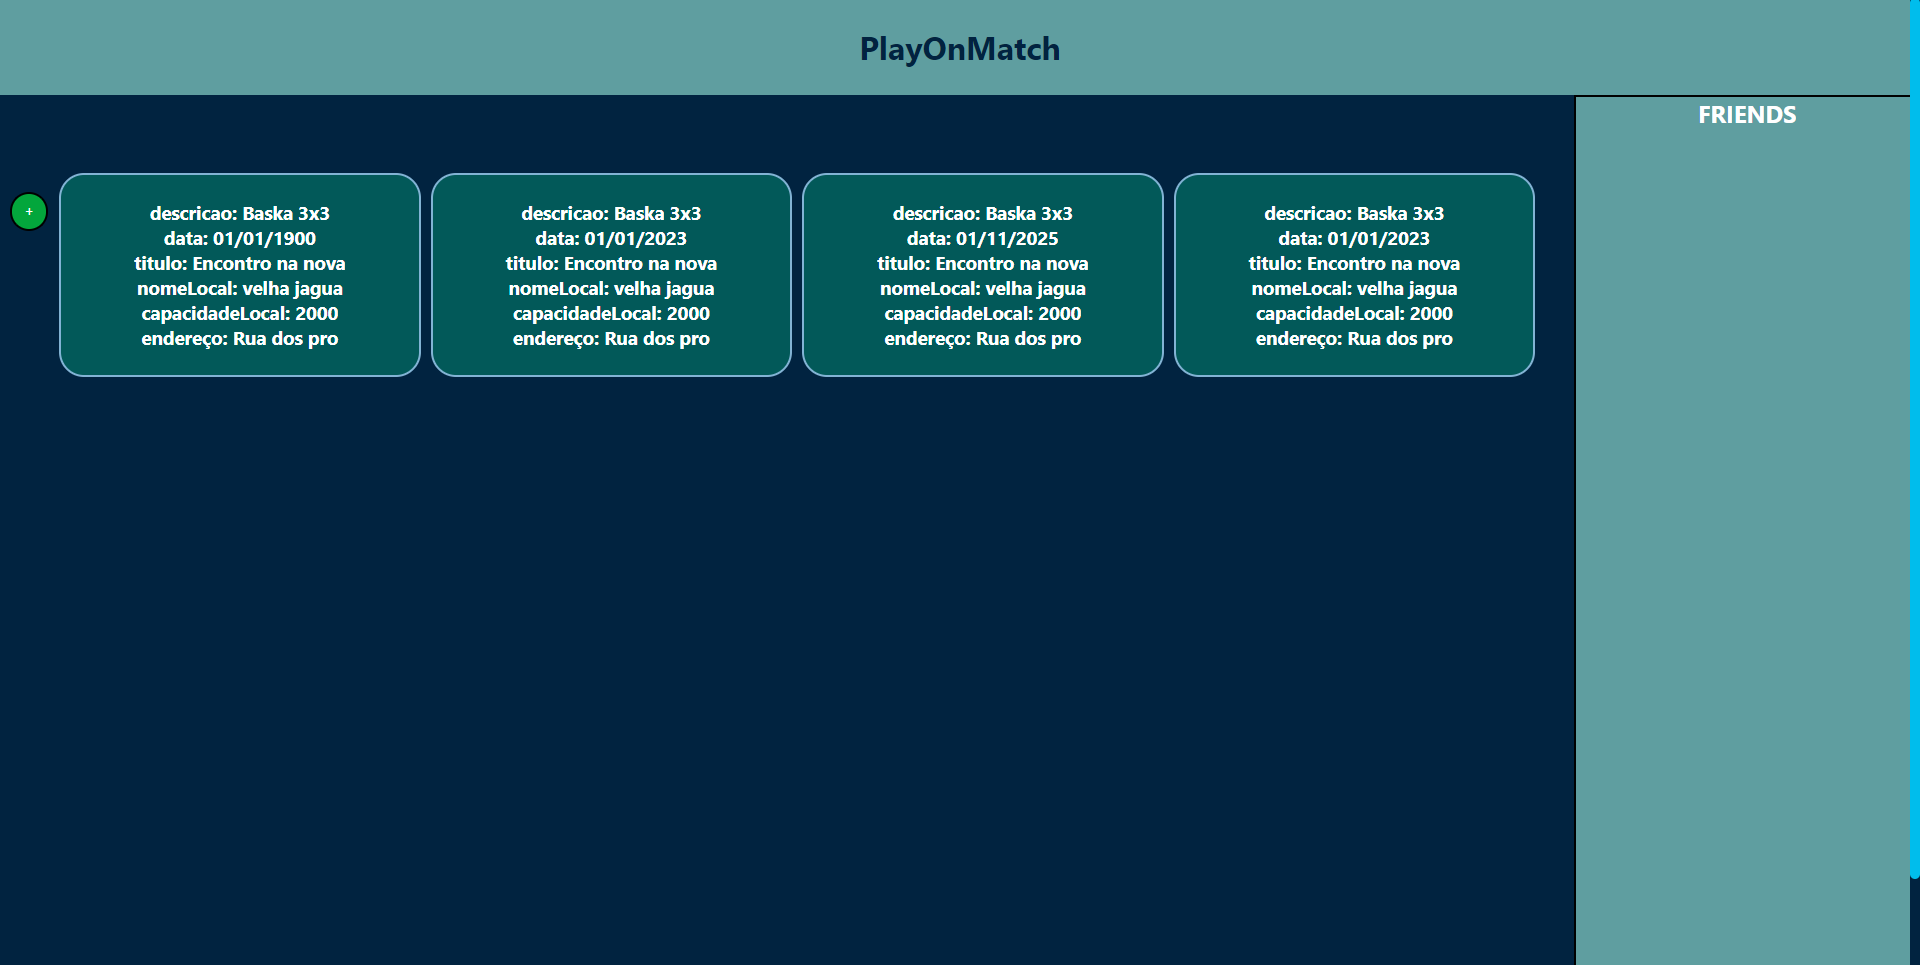 PlayOnMatch
FRIENDS
+
descricao: Baska 3x3
data: 01/01/1900
titulo: Encontro na nova
nomeLocal: velha jagua
capacidadeLocal: 2000
endereço: Rua dos pro
descricao: Baska 3x3
data: 01/01/2023
titulo: Encontro na nova
nomeLocal: velha jagua
capacidadeLocal: 2000
endereço: Rua dos pro
descricao: Baska 3x3
data: 01/11/2025
titulo: Encontro na nova
nomeLocal: velha jagua
capacidadeLocal: 2000
endereço: Rua dos pro
descricao: Baska 3x3
data: 01/01/2023
titulo: Encontro na nova
nomeLocal: velha jagua
capacidadeLocal: 2000
endereço: Rua dos pro